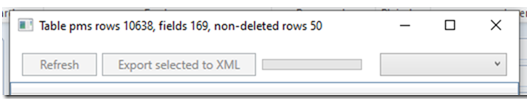 Table pms rows 10638, fields 169, non-deleted rows 50
Refresh Export selected to XML